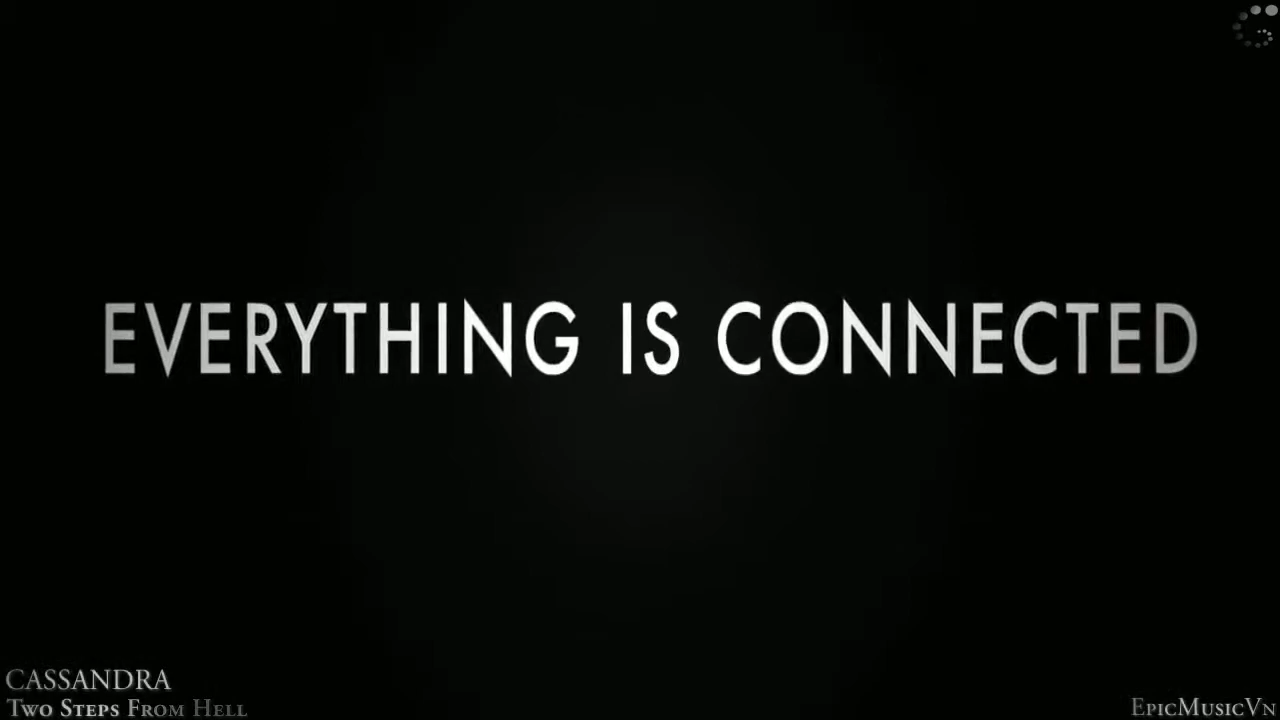 EVERYTHING IS CONNECTED
CASSANDRA
TWO STEPS FROM HELL
EPICMUSICVN